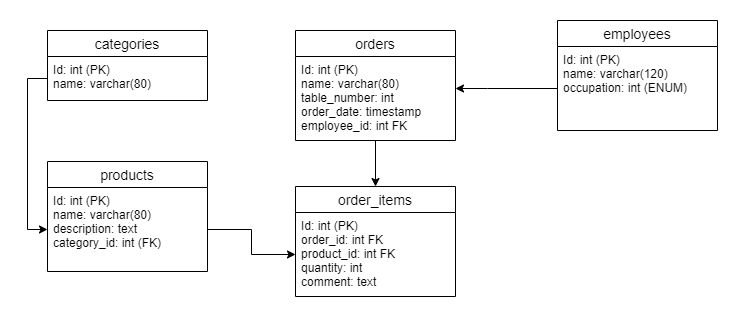 categories
Id: int (PK)
name: varchar(80)
orders
Id: int (PK)
name: varchar(80)
table_number: int
order_date: timestamp
employee_id: int FK
employees
Id: int (PK)
name: varchar(120)
occupation: int (ENUM)
products
Id: int (PK)
name: varchar(80)
description: text
category_id: int (FK)
order_items
Id: int (PK)
order_id: int FK
product_id: int FK
quantity: int
comment: text